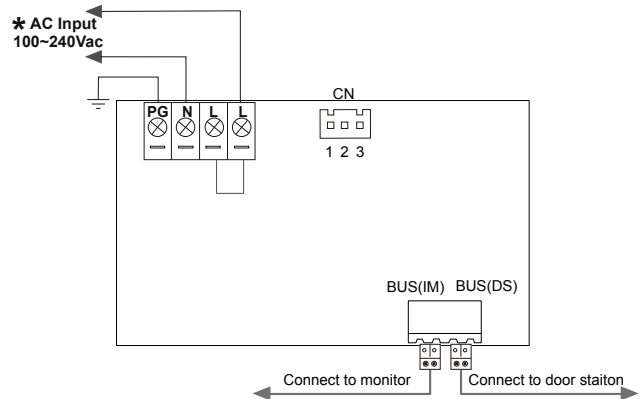 * AC Input
100~240Vac
PG N L L
CN
1 2 3
BUS(IM) BUS(DS)
Connect to monitor
Connect to door staiton